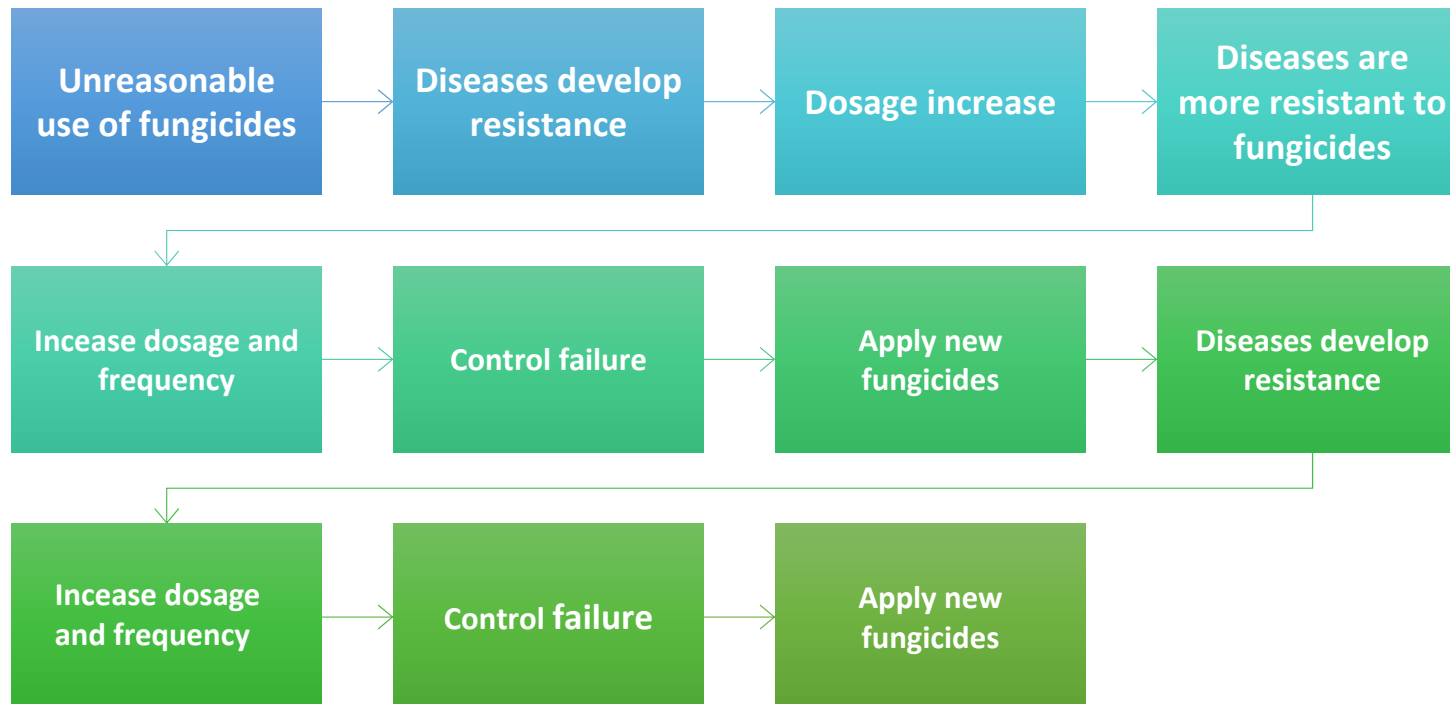 Unreasonable
use of fungicides
Diseases develop
resistance
Dosage increase
Diseases are
more resistant to
fungicides
Incease dosage and
frequency
Control failure
Apply new
fungicides
Diseases develop
resistance
Incease dosage
and frequency
Control failure
Apply new
fungicides